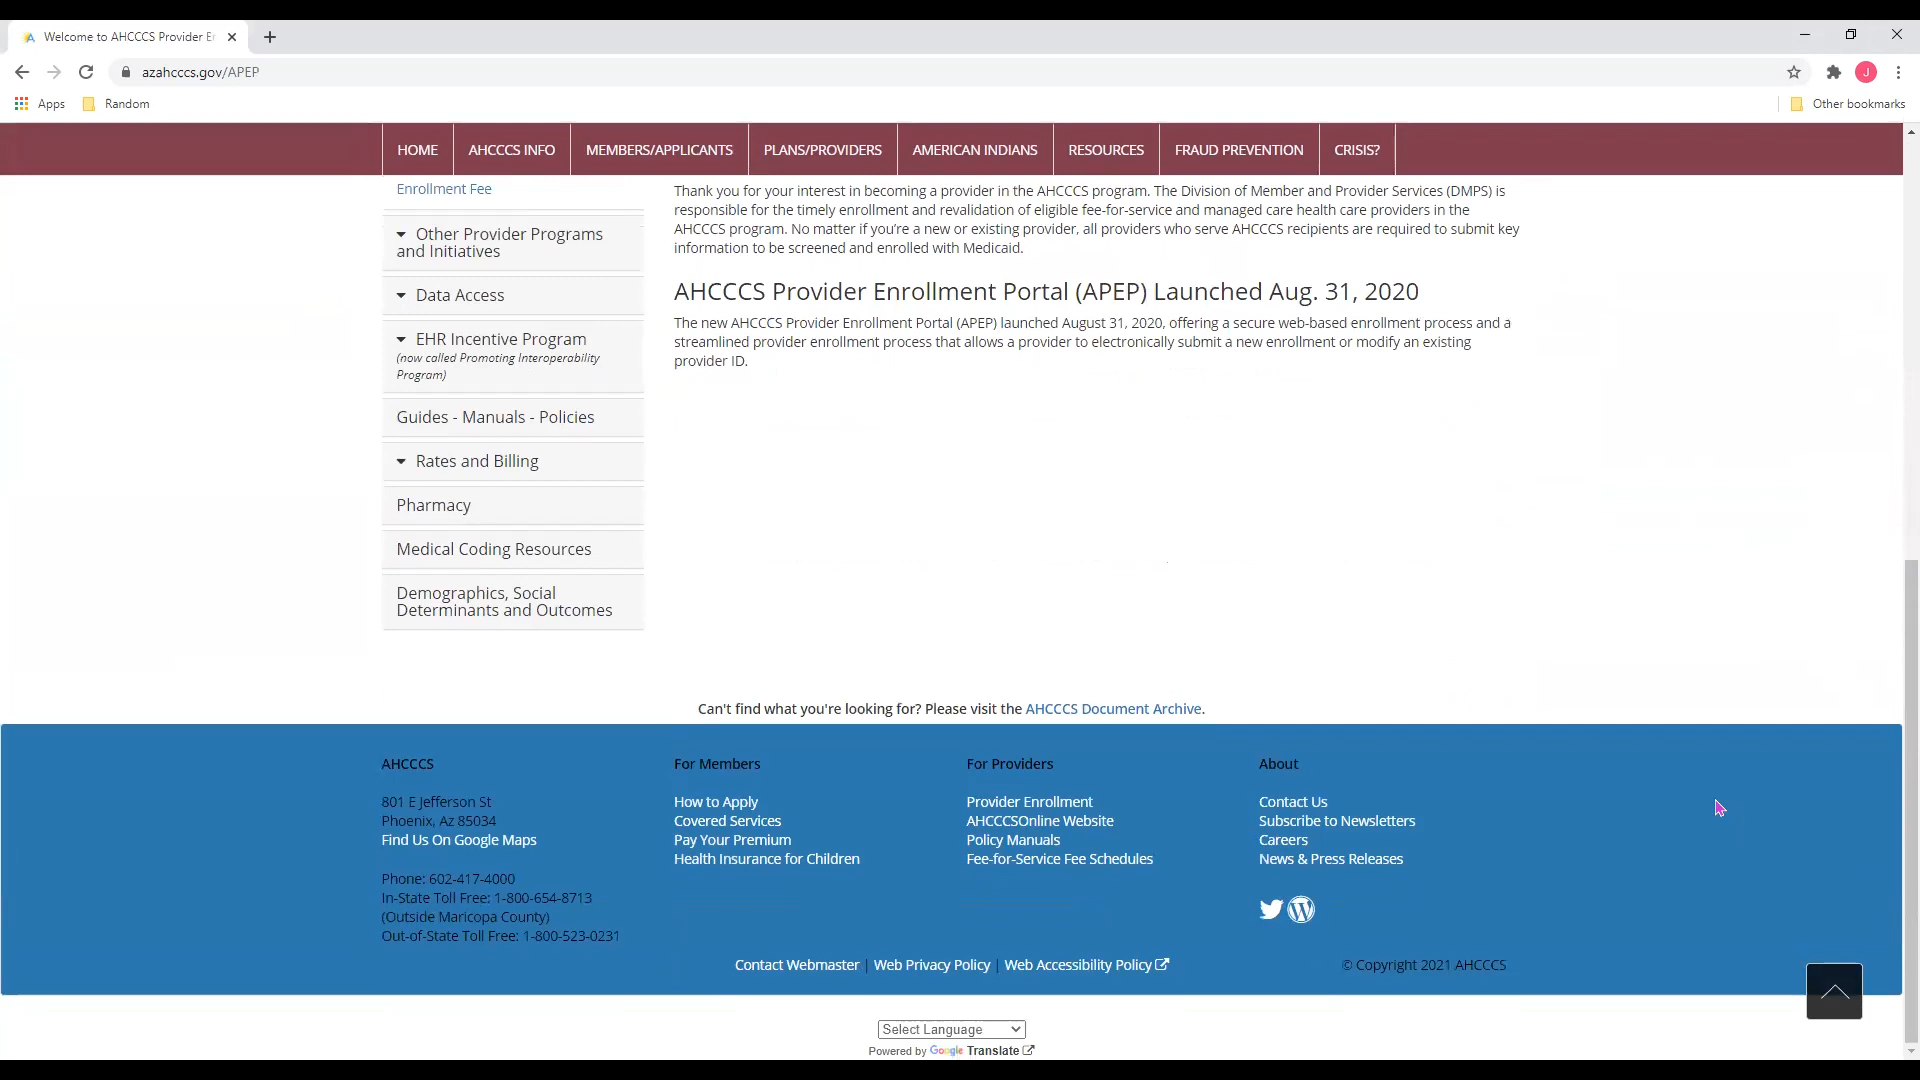 Welcome to AHCCCS Provider Er
azahcccs.gov/APEP
J
Apps
Random
Other bookmarks
HOME
AHCCCS INFO
MEMBERS/APPLICANTS
PLANS/PROVIDERS
AMERICAN INDIANS
RESOURCES
FRAUD PREVENTION
CRISIS?
Enrollment Fee
Other Provider Programs
and Initiatives
Data Access
EHR Incentive Program
(now called Promoting Interoperability
Program)
Guides - Manuals - Policies
Rates and Billing
Pharmacy
Medical Coding Resources
Demographics, Social
Determinants and Outcomes
Thank you for your interest in becoming a provider in the AHCCCS program. The Division of Member and Provider Services (DMPS) is
responsible for the timely enrollment and revalidation of eligible fee-for-service and managed care health care providers in the
AHCCCS program. No matter if you're a new or existing provider, all providers who serve AHCCCS recipients are required to submit key
information to be screened and enrolled with Medicaid.
AHCCCS Provider Enrollment Portal (APEP) Launched Aug. 31, 2020
The new AHCCCS Provider Enrollment Portal (APEP) launched August 31, 2020, offering a secure web-based enrollment process and a
streamlined provider enrollment process that allows a provider to electronically submit a new enrollment or modify an existing
provider ID.
Can't find what you're looking for? Please visit the AHCCCS Document Archive.
AHCCCS
801 E Jefferson St
Phoenix, Az 85034
Find Us On Google Maps
Phone: 602-417-4000
In-State Toll Free: 1-800-654-8713
(Outside Maricopa County)
Out-of-State Toll Free: 1-800-523-0231
For Members
How to Apply
Covered Services
Pay Your Premium
Health Insurance for Children
For Providers
Provider Enrollment
AHCCCSOnline Website
Policy Manuals
Fee-for-Service Fee Schedules
About
Contact Us
Subscribe to Newsletters
Careers
News & Press Releases
Contact Webmaster | Web Privacy Policy | Web Accessibility Policy
© Copyright 2021 AHCCCS
Select Language
Powered by Google Translate